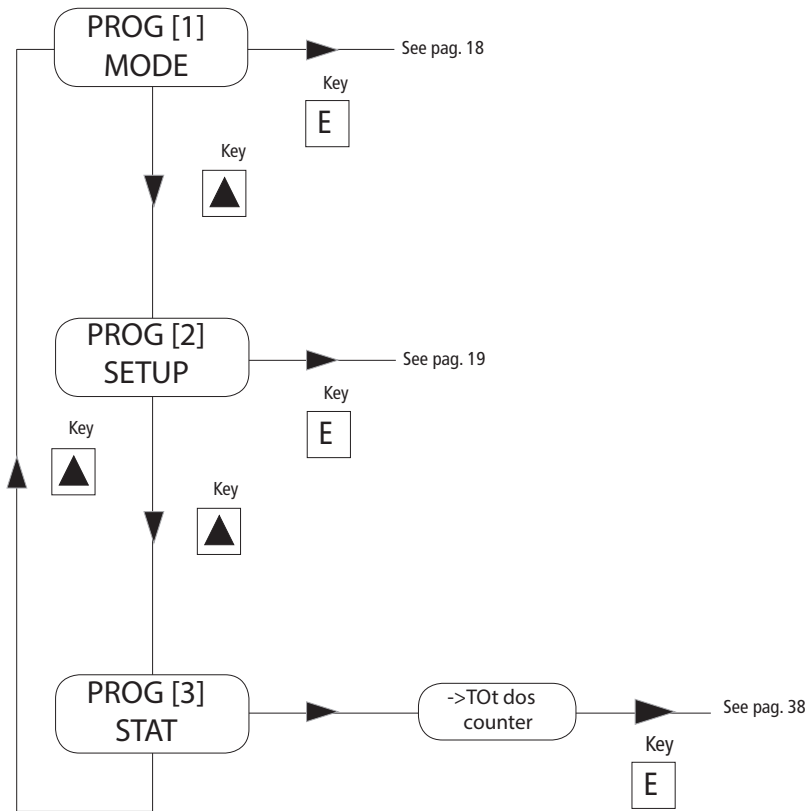 PROG [1]
MODE
See pag. 18
Key
E
Key
PROG [2]
SETUP
See pag. 19
Key
E
Key
Key
PROG [3]
STAT
->TOt dos
counter
See pag. 38
Key
E